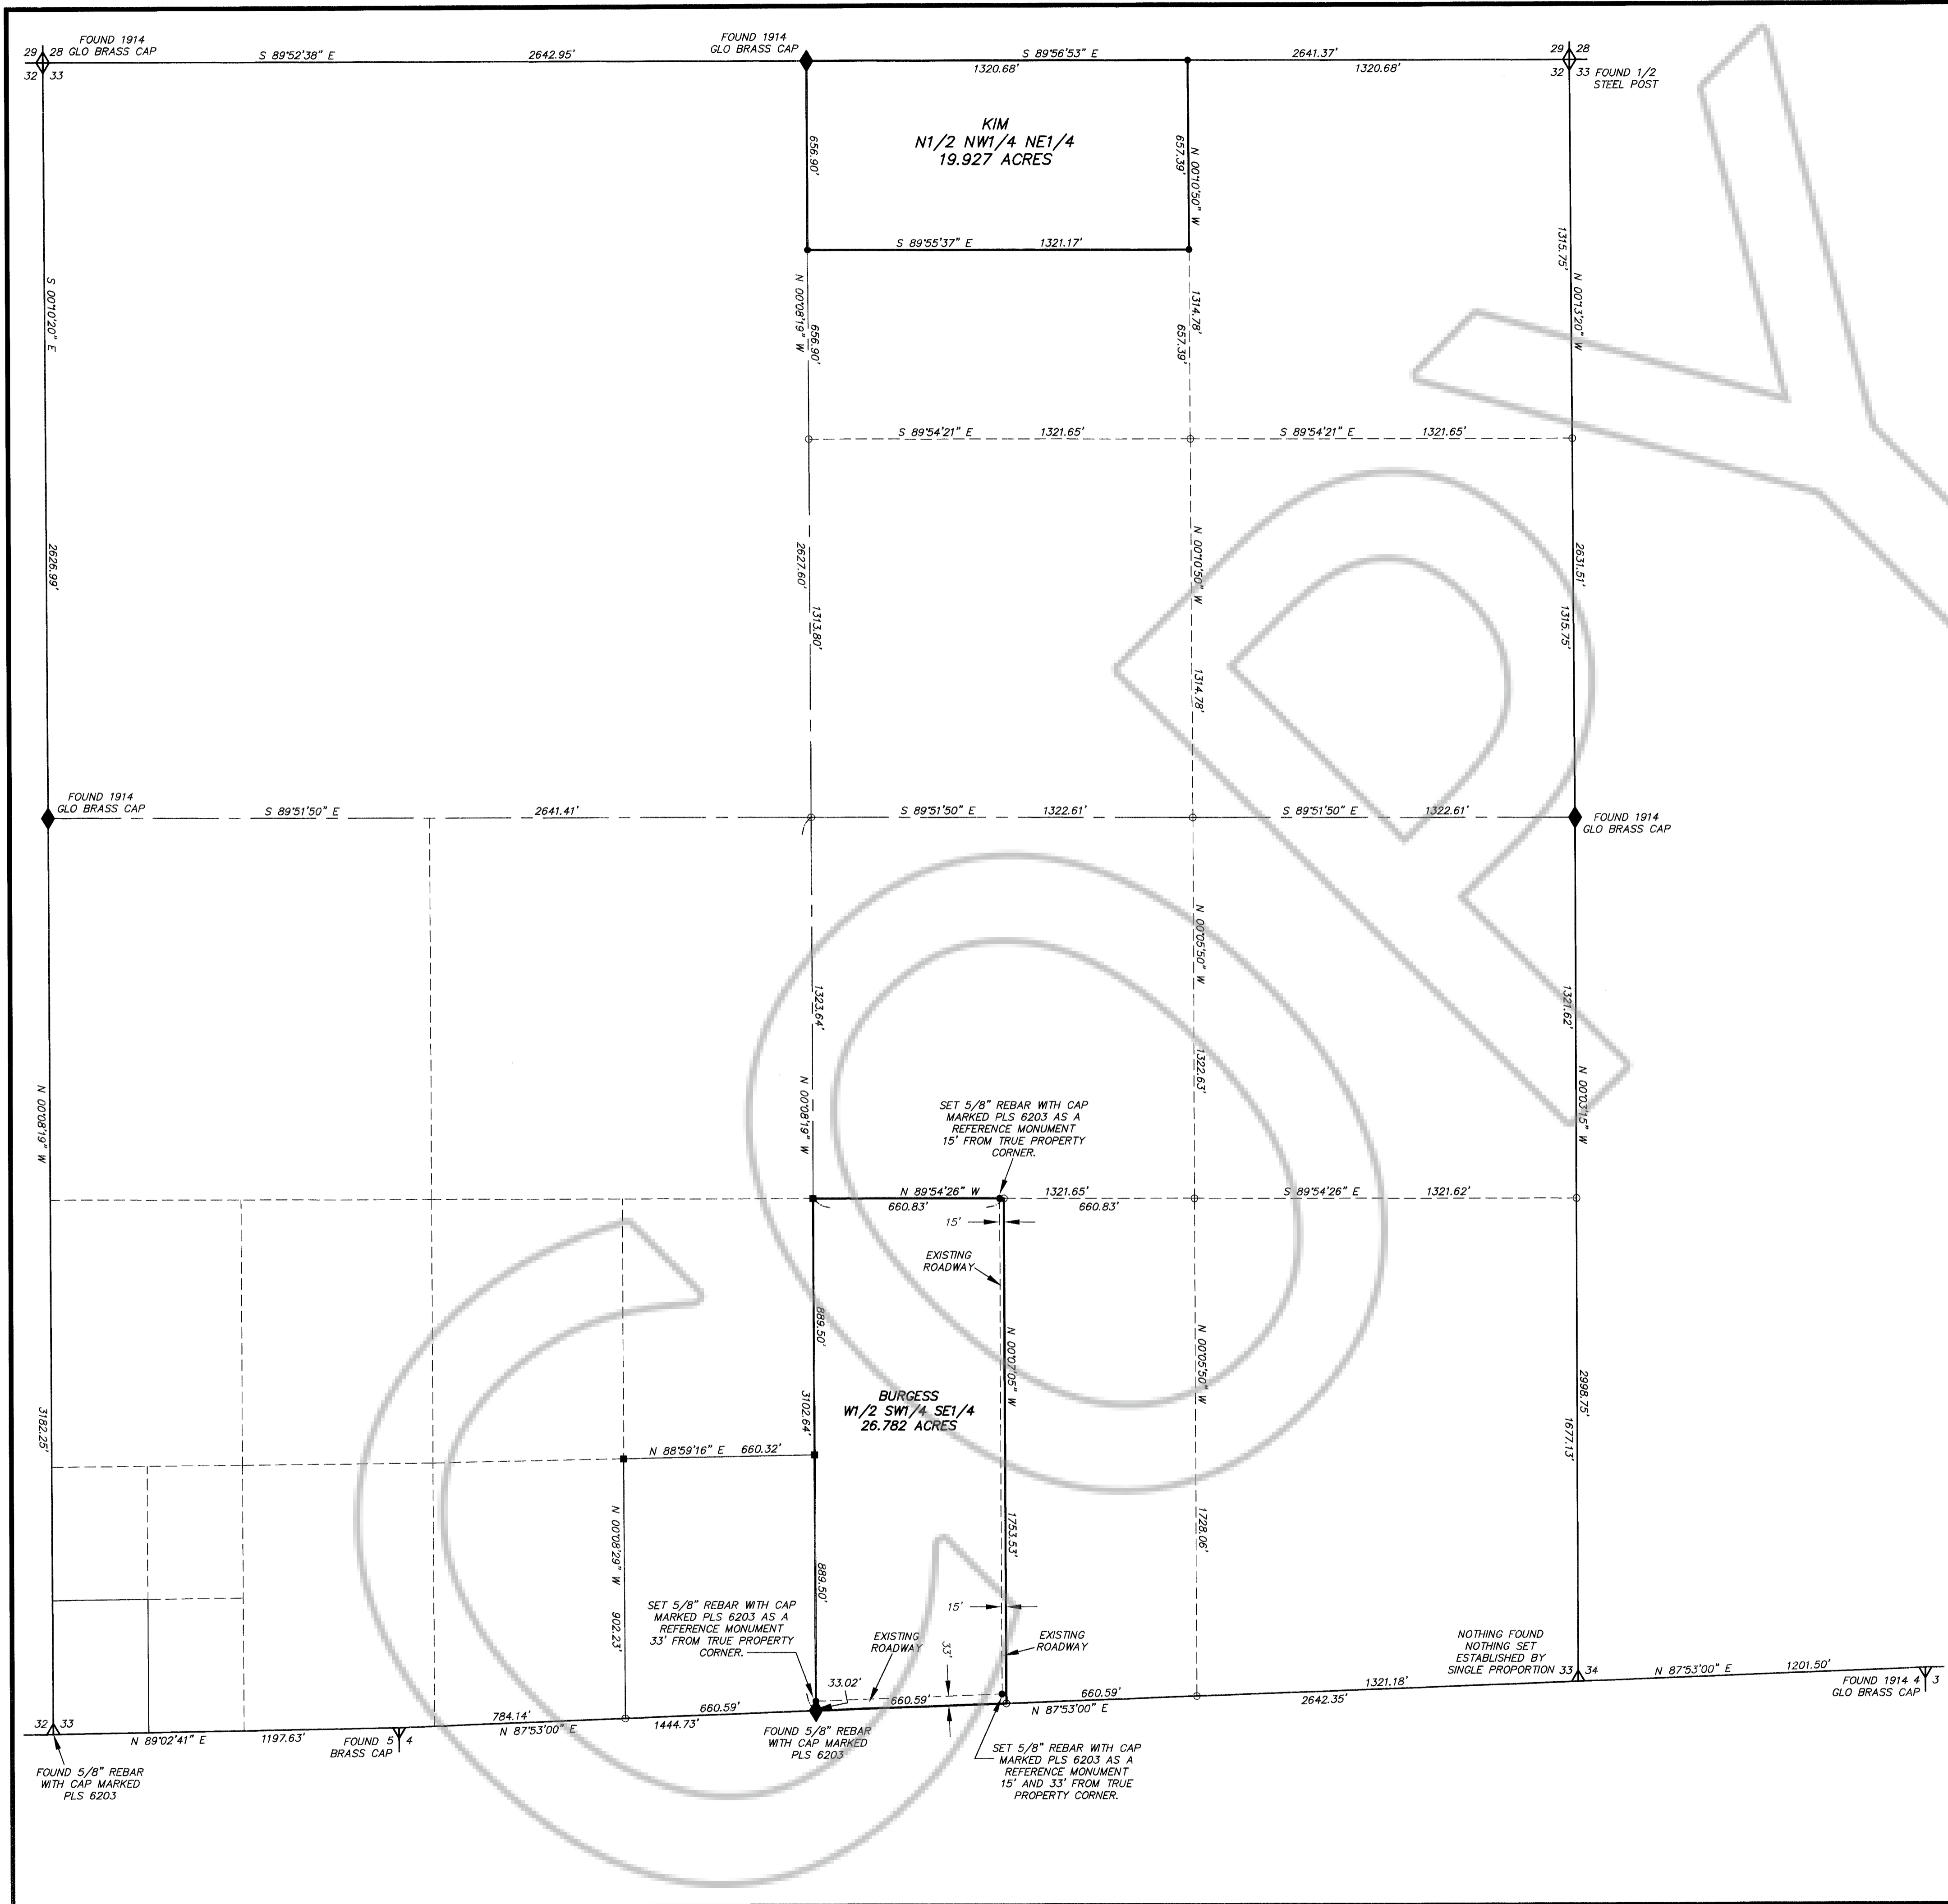 FOUND 1914
GLO BRASS CAP
29 28
32 33
S 89°52'38" E 2642.95'
FOUND 1914
GLO BRASS CAP
S 89°56'53" E 2641.37'
1320.68' 1320.68'
29 28
32 33
FOUND 1/2
STEEL POST
KIM
N1/2 NW1/4 NE1/4
19.927 ACRES
656.90'
657.39'
N 00°10'50" W
S 89°55'37" E 1321.17'
S 00°10'20" E
2626.99'
N 00°08'19" W
656.90'
1314.78'
657.39'
1315.75'
N 00°13'20" W
S 89°54'21" E 1321.65'
S 89°54'21" E 1321.65'
2627.60'
1313.80'
N 00°10'50" W
1314.78'
2631.51'
1315.75'
FOUND 1914
GLO BRASS CAP
S 89°51'50" E 2641.41'
S 89°51'50" E 1322.61'
S 89°51'50" E 1322.61'
FOUND 1914
GLO BRASS CAP
1323.64'
N 00°05'50" W
1322.63'
1321.62'
N 00°08'19" W
N 00°08'19" W
N 00°03'15" W
SET 5/8" REBAR WITH CAP
MARKED PLS 6203 AS A
REFERENCE MONUMENT
15' FROM TRUE PROPERTY
CORNER.
N 89°54'26" W 1321.65'
660.83' 660.83'
S 89°54'26" E 1321.62'
15'
EXISTING
ROADWAY
889.50'
N 00°07'05" W
N 00°05'50" W
BURGESS
W1/2 SW1/4 SE1/4
26.782 ACRES
3182.25'
3102.64'
2998.75'
1677.13'
N 88°59'16" E 660.32'
N 00°08'29" W
902.23'
889.50'
1753.53'
1728.06'
SET 5/8" REBAR WITH CAP
MARKED PLS 6203 AS A
REFERENCE MONUMENT
33' FROM TRUE PROPERTY
CORNER.
15'
EXISTING
ROADWAY
33'
EXISTING
ROADWAY
NOTHING FOUND
NOTHING SET
ESTABLISHED BY
SINGLE PROPORTION 33 34
N 87°53'00" E 1201.50'
FOUND 1914 4 3
GLO BRASS CAP
33.02'
660.59'
660.59'
1321.18'
N 87°53'00" E 2642.35'
32 33
N 89°02'41" E 1197.63'
FOUND 5 4
BRASS CAP
784.14' 660.59'
N 87°53'00" E 1444.73'
FOUND 5/8" REBAR
WITH CAP MARKED
PLS 6203
SET 5/8" REBAR WITH CAP
MARKED PLS 6203 AS A
REFERENCE MONUMENT
15' AND 33' FROM TRUE
PROPERTY CORNER.
FOUND 5/8" REBAR
WITH CAP MARKED
PLS 6203
COPY